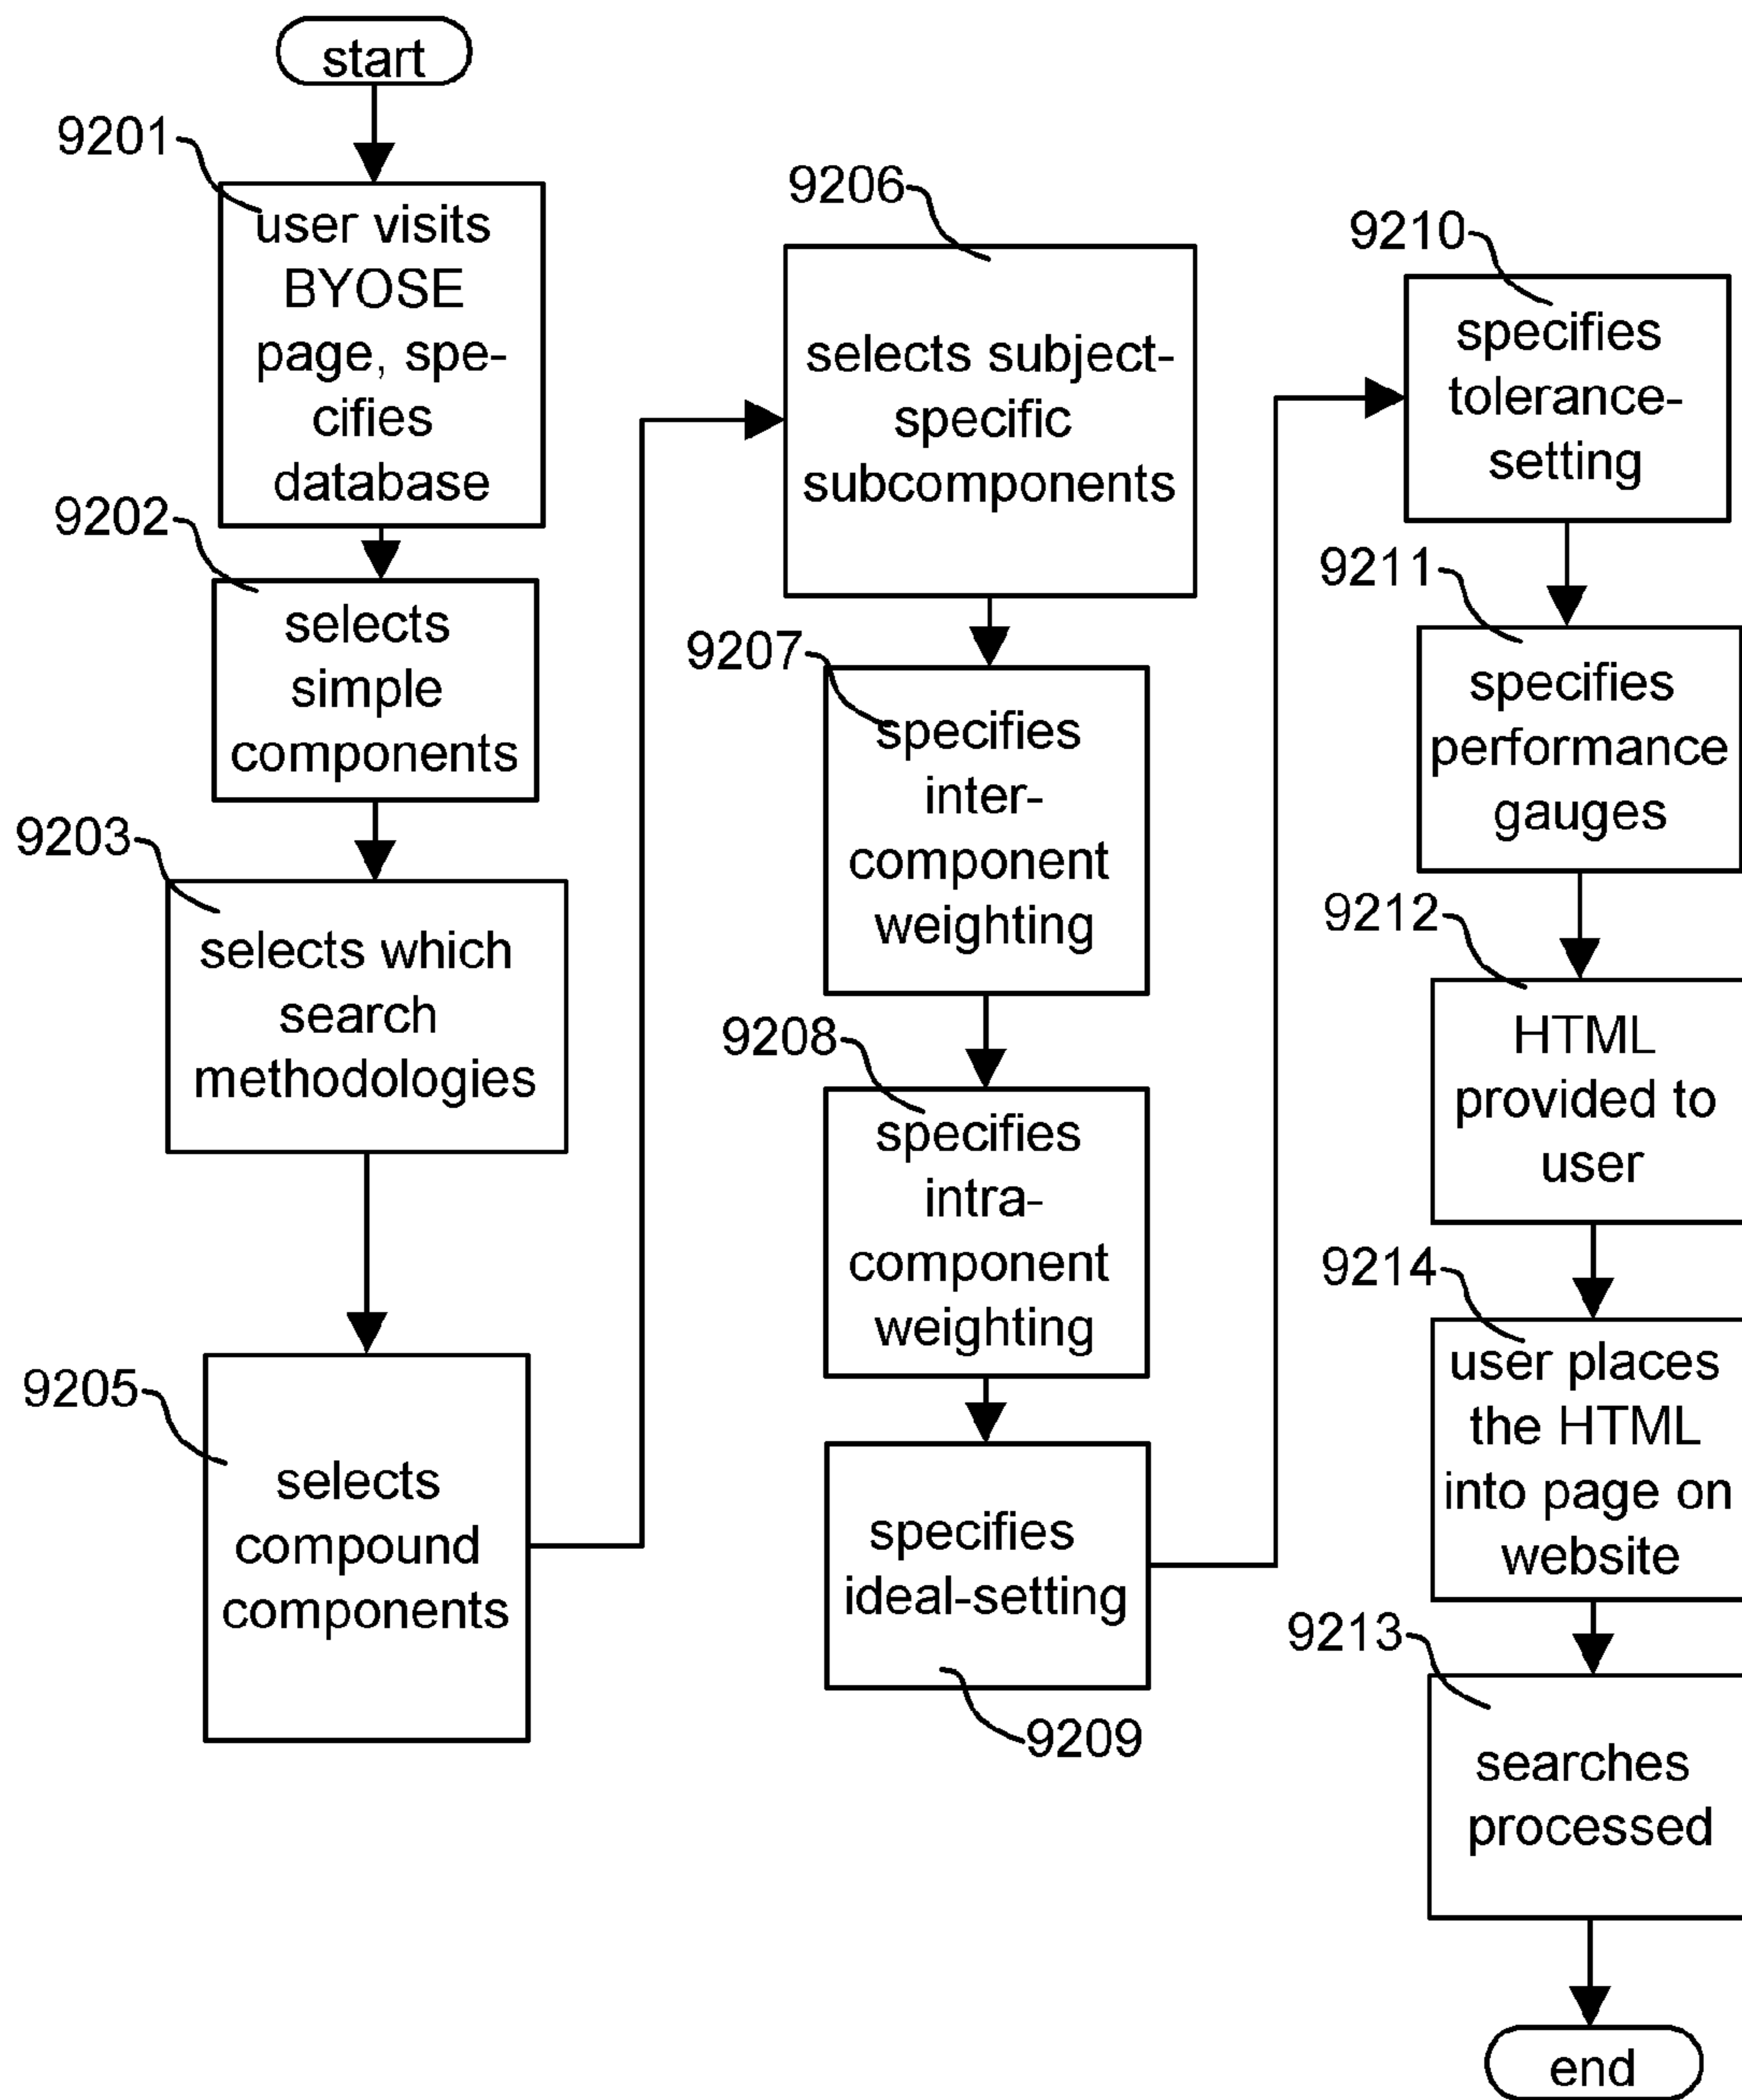 start
9201
user visits
BYOSE
page, spe-
cifies
database
9202
selects
simple
components
9203
selects which
search
methodologies
9205
selects
compound
components
9206
selects subject-
specific
subcomponents
9207
specifies
inter-
component
weighting
9208
specifies
intra-
component
weighting
specifies
ideal-setting
9209
9210
specifies
tolerance-
setting
9211
specifies
performance
gauges
9212
HTML
provided to
user
9214
user places
the HTML
into page on
website
9213
searches
processed
end